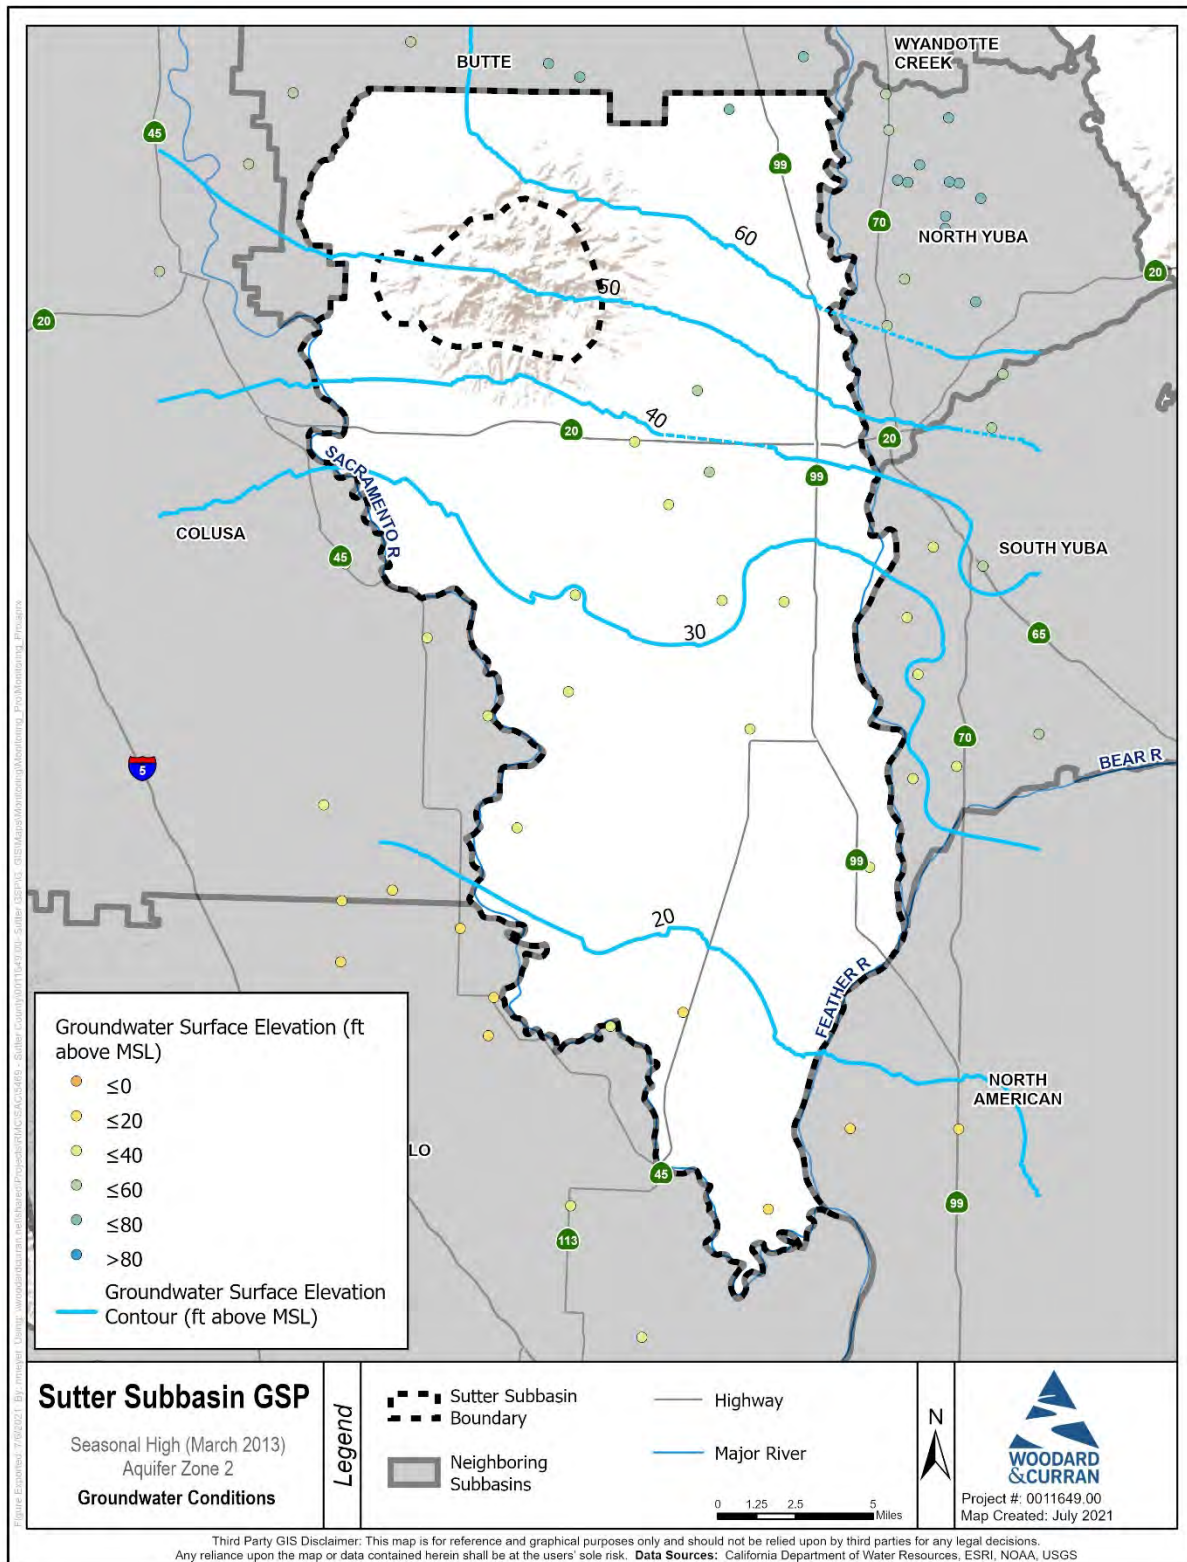 BUTTE
WYANDOTTE
CREEK
45
99
70
NORTH YUBA
60
20
50
20
40
20
20
99
SACRAMENTO R
COLUSA
45
SOUTH YUBA
30
65
70
5
BEAR R
99
20
FEATHER R
NORTH
AMERICAN
LO
45
99
113
Groundwater Surface Elevation (ft
above MSL)
≤0
≤20
≤40
≤60
≤80
>80
Groundwater Surface Elevation
Contour (ft above MSL)
Sutter Subbasin GSP
Seasonal High (March 2013)
Aquifer Zone 2
Groundwater Conditions
Legend
Sutter Subbasin
Boundary
Neighboring
Subbasins
Highway
Major River
0 1.25 2.5 5
Miles
N
WOODARD
&CURRAN
Project #: 0011649.00
Map Created: July 2021
Third Party GIS Disclaimer: This map is for reference and graphical purposes only and should not be relied upon by third parties for any legal decisions.
Any reliance upon the map or data contained herein shall be at the users' sole risk. Data Sources: California Department of Water Resources, ESRI, NOAA, USGS